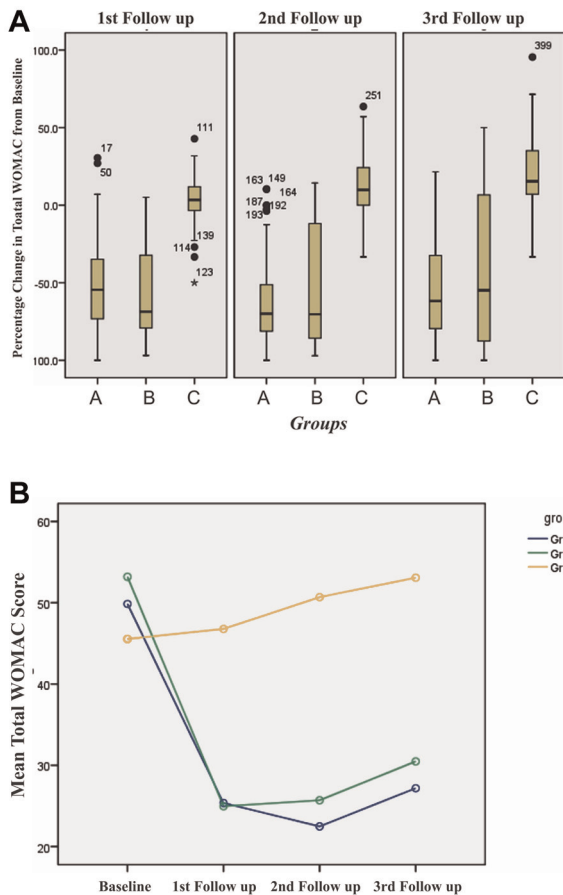 A
1st Follow up 2nd Follow up 3rd Follow up
Percentage Change in Toatal WOMAC from Baseline
100.0
50.0
0.0
-50.0
100.0
17
50
111
139
114
123
163
149
187
164
193
192
251
399
A B C A B C A B C
Groups
B
Mean Total WOMAC Score
60
50
40
30
20
Baseline 1st Follow up 2nd Follow up 3rd Follow up
gro
Gr
Gr
Gr